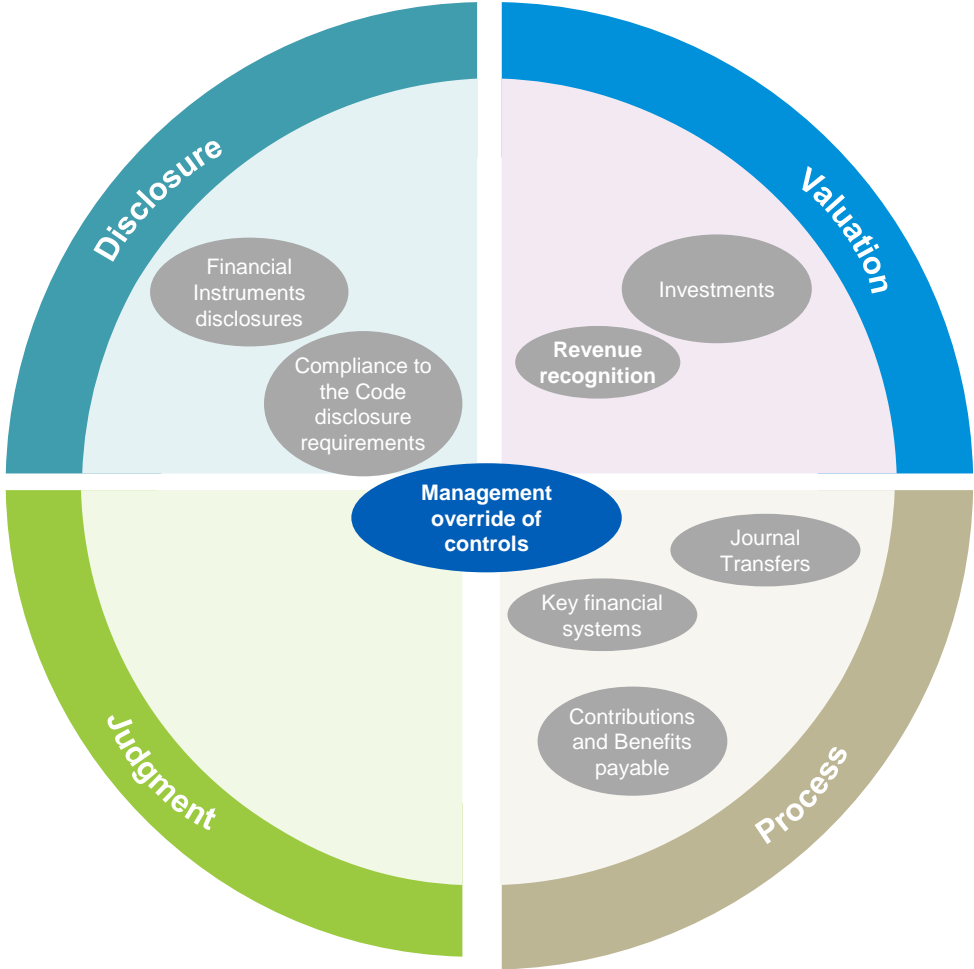 Disclosure
Financial
Instruments
disclosures
Compliance to
the Code
disclosure
requirements
Valuation
Investments
Revenue
recognition
Management
override of
controls
Judgment
Journal
Transfers
Key financial
systems
Contributions
and Benefits
payable
Process